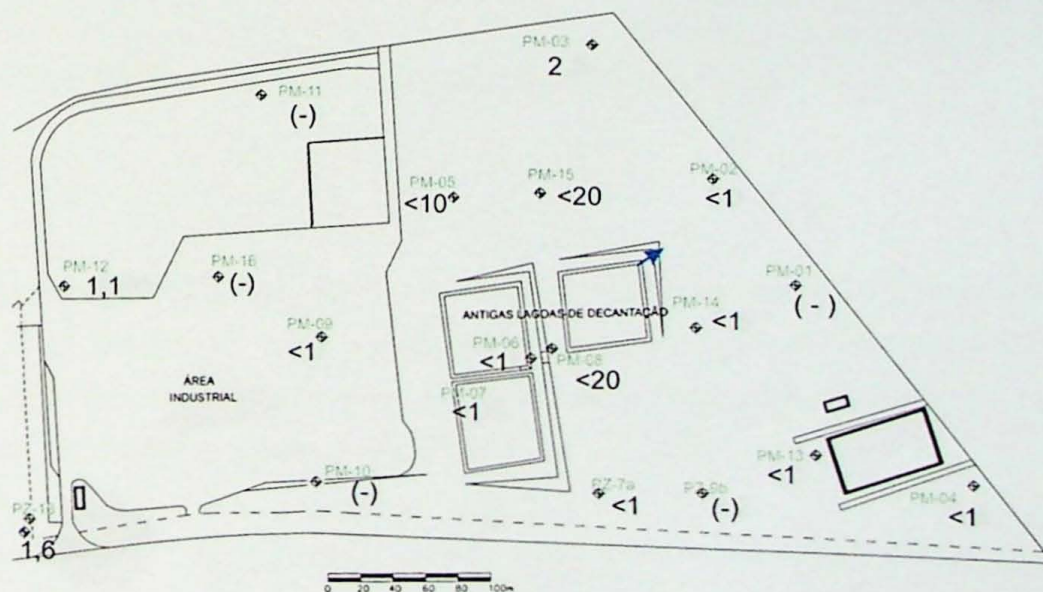 PM-03
2
PM-11
(-)
PM-02
<1
PM-15
<20
PM-05
<10
PM-12
1,1
PM-16
(-)
PM-01
(-)
PM-14
<1
ANTIGAS LAGOAS DE DECANTAÇÃO
PM-09
<1
PM-06
<1
PM-08
<20
ÁREA
INDUSTRIAL
PM-07
<1
PM-13
<1
PM-10
(-)
PZ-7a
<1
PZ-9b
(-)
PM-04
<1
1,6
0 20 40 60 80 100m